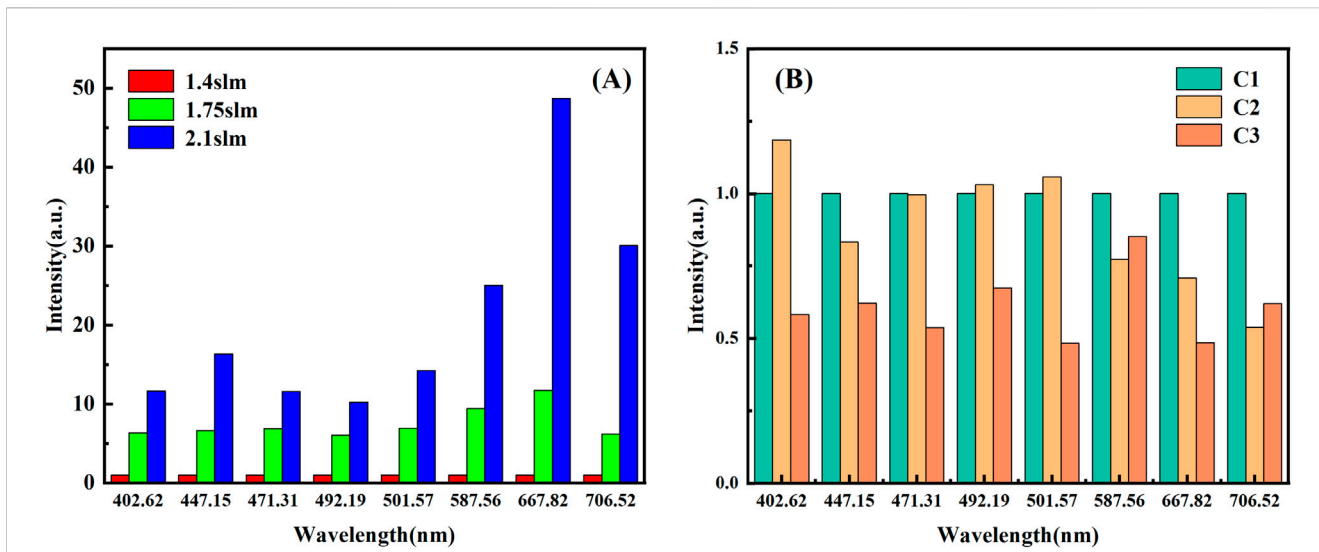 (A)
1.4slm
1.75slm
2.1slm
Intensity(a.u.)
50
40
30
20
10
0
402.62 447.15 471.31 492.19 501.57 587.56 667.82 706.52
Wavelength(nm)
(B)
C1
C2
C3
Intensity(a.u.)
1.5
1.0
0.5
0.0
402.62 447.15 471.31 492.19 501.57 587.56 667.82 706.52
Wavelength(nm)